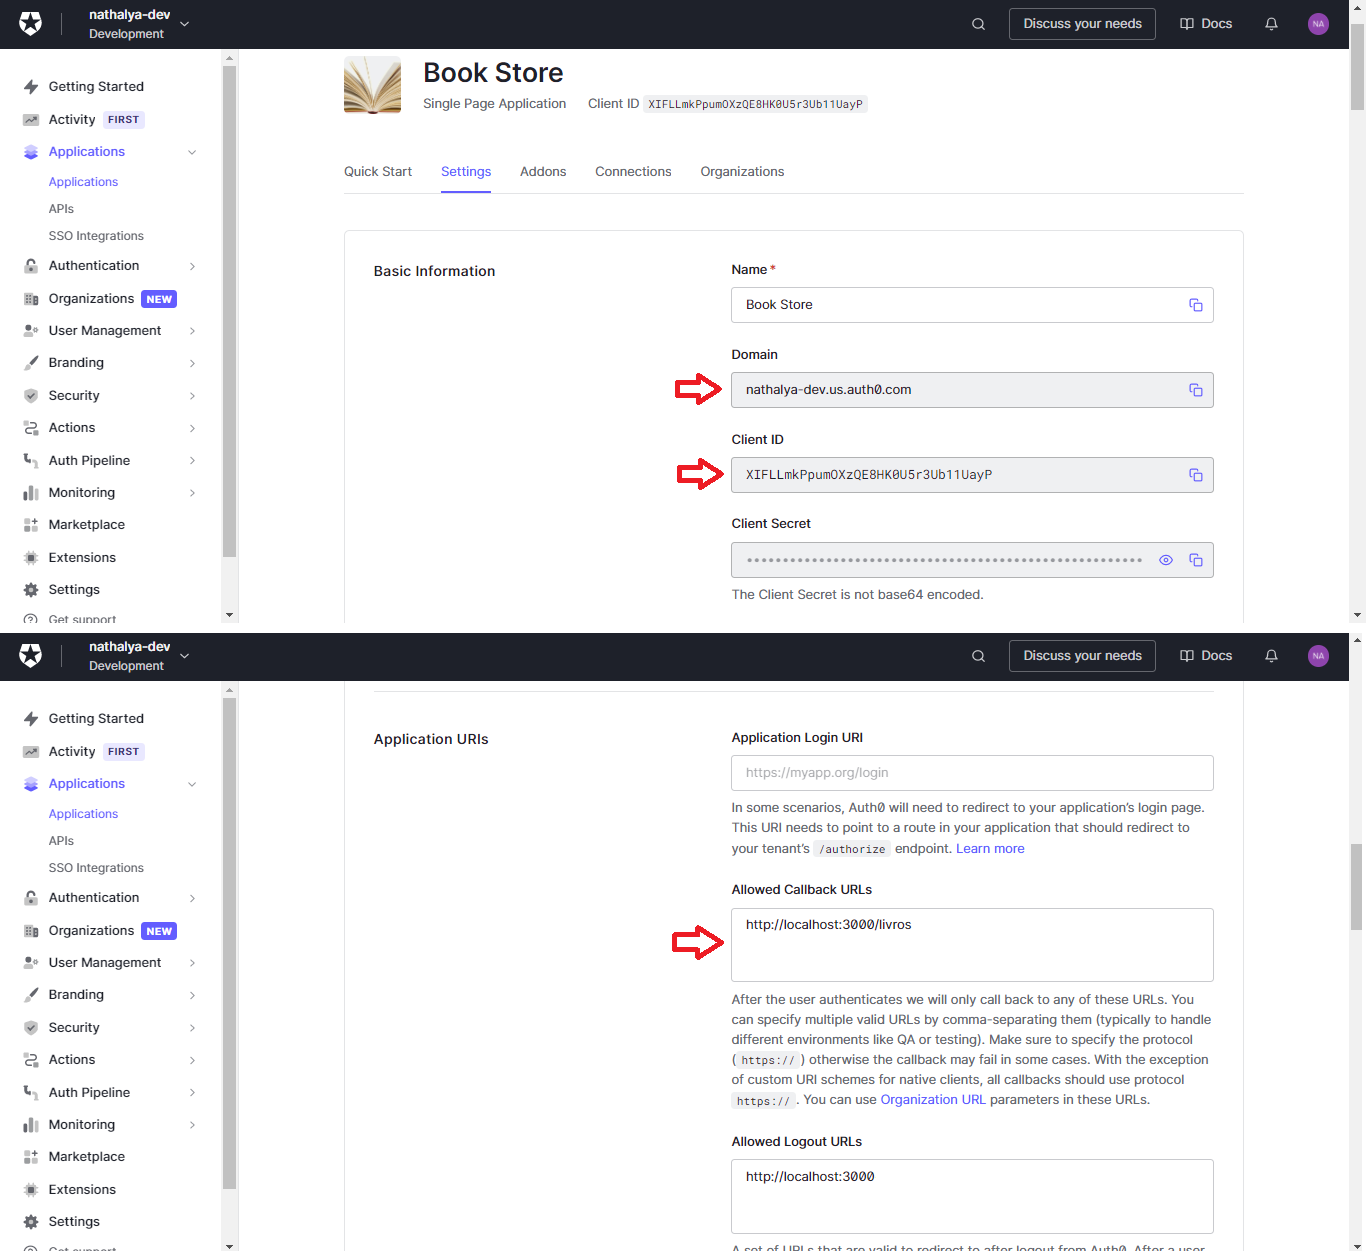 nathalya-dev
Development
Discuss your needs
Docs
NA
Getting Started
Activity FIRST
Applications
Applications
APIs
SSO Integrations
Authentication
Organizations NEW
User Management
Branding
Security
Actions
Auth Pipeline
Monitoring
Marketplace
Extensions
Settings
Get support
Book Store
Single Page Application Client ID XIFLLmkPpumOXzQE8HK0U5r3Ub11UayP
Quick Start Settings Addons Connections Organizations
Basic Information
Name *
Book Store
Domain
nathalya-dev.us.auth0.com
Client ID
XIFLLmkPpumOXzQE8HK0U5r3Ub11UayP
Client Secret
The Client Secret is not base64 encoded.
nathalya-dev
Development
Discuss your needs
Docs
NA
Getting Started
Activity FIRST
Applications
Applications
APIs
SSO Integrations
Authentication
Organizations NEW
User Management
Branding
Security
Actions
Auth Pipeline
Monitoring
Marketplace
Extensions
Settings
Get support
Application URIs
Application Login URI
https://myapp.org/login
In some scenarios, Auth0 will need to redirect to your application's login page.
This URI needs to point to a route in your application that should redirect to
your tenant's /authorize endpoint. Learn more
Allowed Callback URLs
http://localhost:3000/livros
After the user authenticates we will only call back to any of these URLs. You
can specify multiple valid URLs by comma-separating them (typically to handle
different environments like QA or testing). Make sure to specify the protocol
( https:// ) otherwise the callback may fail in some cases. With the exception
of custom URI schemes for native clients, all callbacks should use protocol
https:// . You can use Organization URL parameters in these URLs.
Allowed Logout URLs
http://localhost:3000
A set of URLs that are valid to redirect to after logout from Auth0. After a user